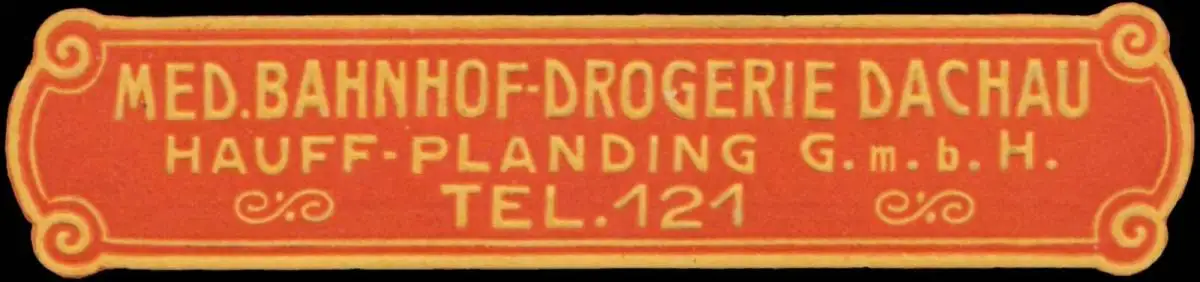 MED. BAHNHOF-DROGERIE DACHAU
HAUFF-PLANDING G.m.b.H.
TEL. 121